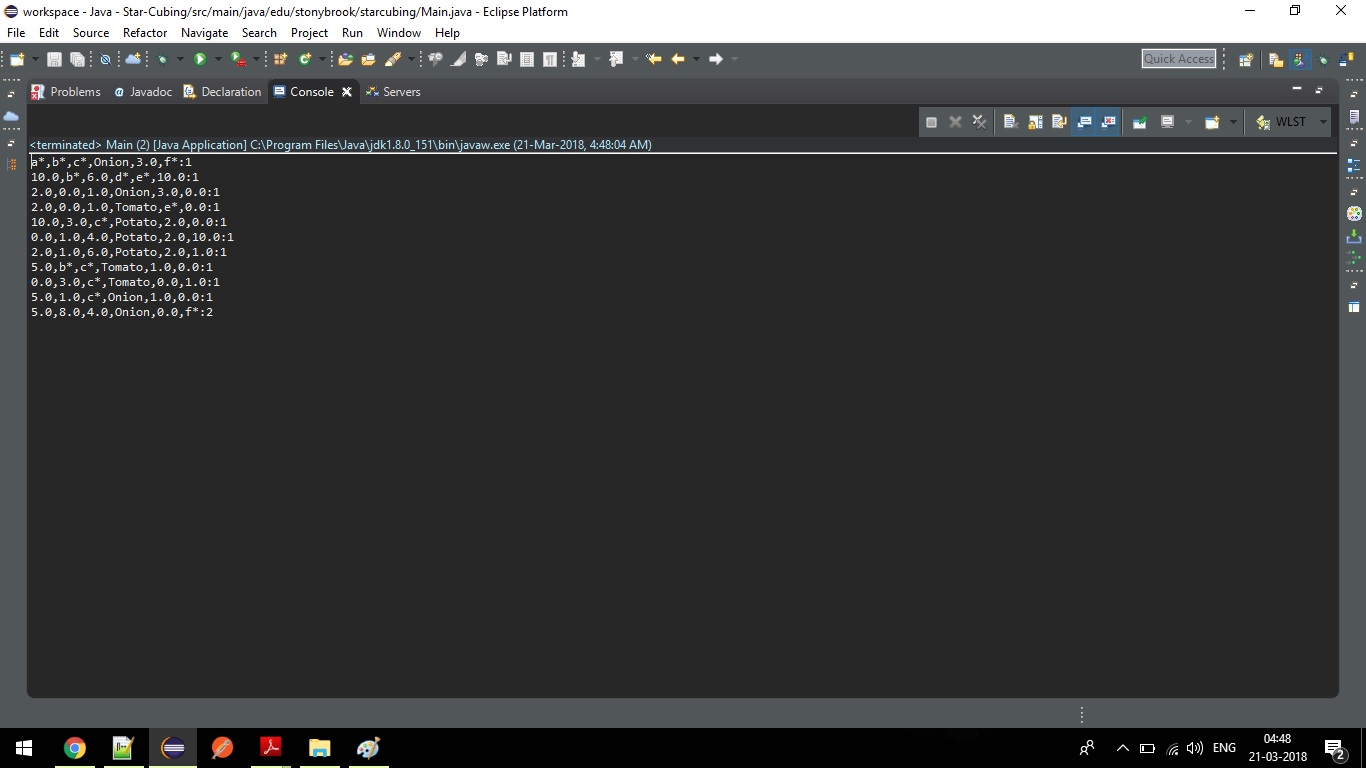 workspace - Java - Star-Cubing/src/main/java/edu/stonybrook/starcubing/Main.java - Eclipse Platform
File Edit Source Refactor Navigate Search Project Run Window Help
Quick Access
Problems @ Javadoc Declaration Console Servers
WLST
<terminated> Main (2) [Java Application] C:\Program Files\Java\jdk1.8.0_151\bin\javaw.exe (21-Mar-2018, 4:48:04 AM)
a*,b*,c*,Onion,3.0,f*:1
10.0,b*,6.0,d*,e*,10.0:1
2.0,0.0,1.0,Onion,3.0,0.0:1
2.0,0.0,1.0,Tomato,e*,0.0:1
10.0,3.0,c*,Potato,2.0,0.0:1
0.0,1.0,4.0,Potato,2.0,10.0:1
2.0,1.0,6.0,Potato,2.0,1.0:1
5.0,b*,c*,Tomato,1.0,0.0:1
0.0,3.0,c*,Tomato,0.0,1.0:1
5.0,1.0,c*,Onion,1.0,0.0:1
5.0,8.0,4.0,Onion,0.0,f*:2
ENG
04:48
21-03-2018
2